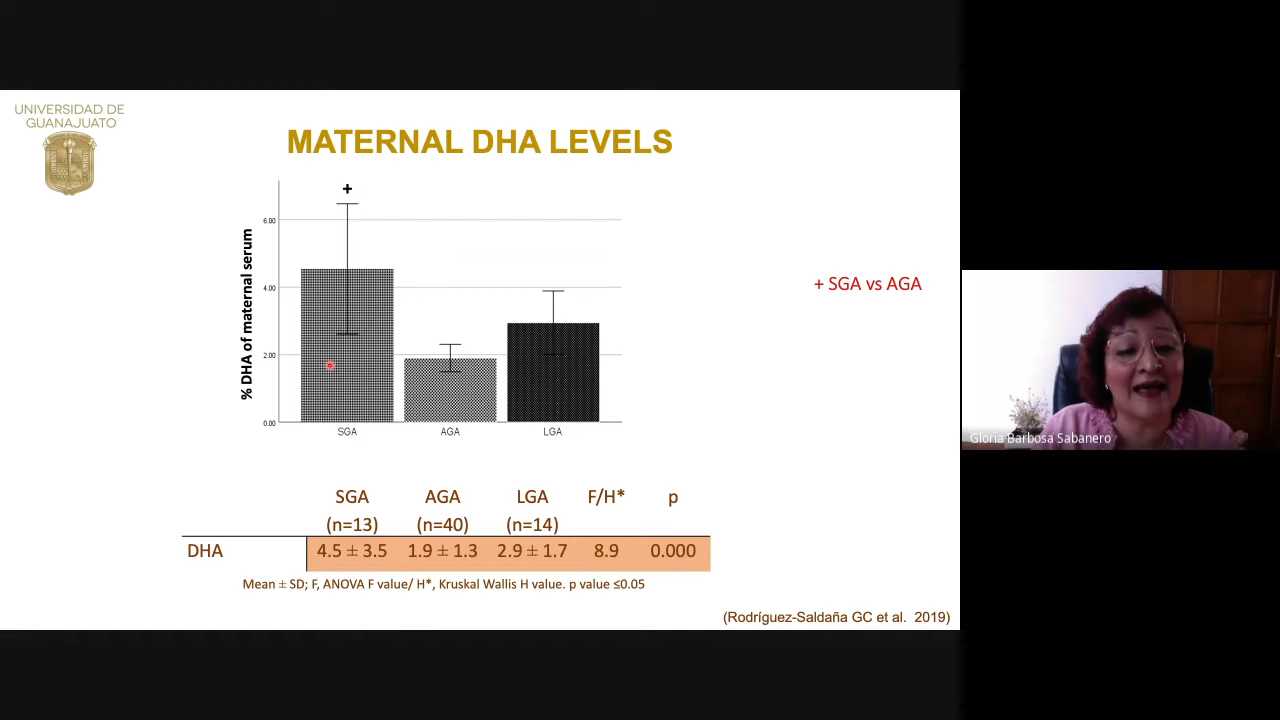 UNIVERSIDAD DE
GUANAJUATO
MATERNAL DHA LEVELS
+
% DHA of maternal serum
6.00
4.00
2.00
0.00
SGA
AGA
LGA
+ SGA vs AGA
SGA AGA LGA F/H* p
(n=13) (n=40) (n=14)
DHA 4.5 ± 3.5 1.9 ± 1.3 2.9 ± 1.7 8.9 0.000
Mean ± SD; F, ANOVA F value/ H*, Kruskal Wallis H value. p value ≤0.05
(Rodríguez-Saldaña GC et al. 2019)
Gloria Barbosa Sabanero